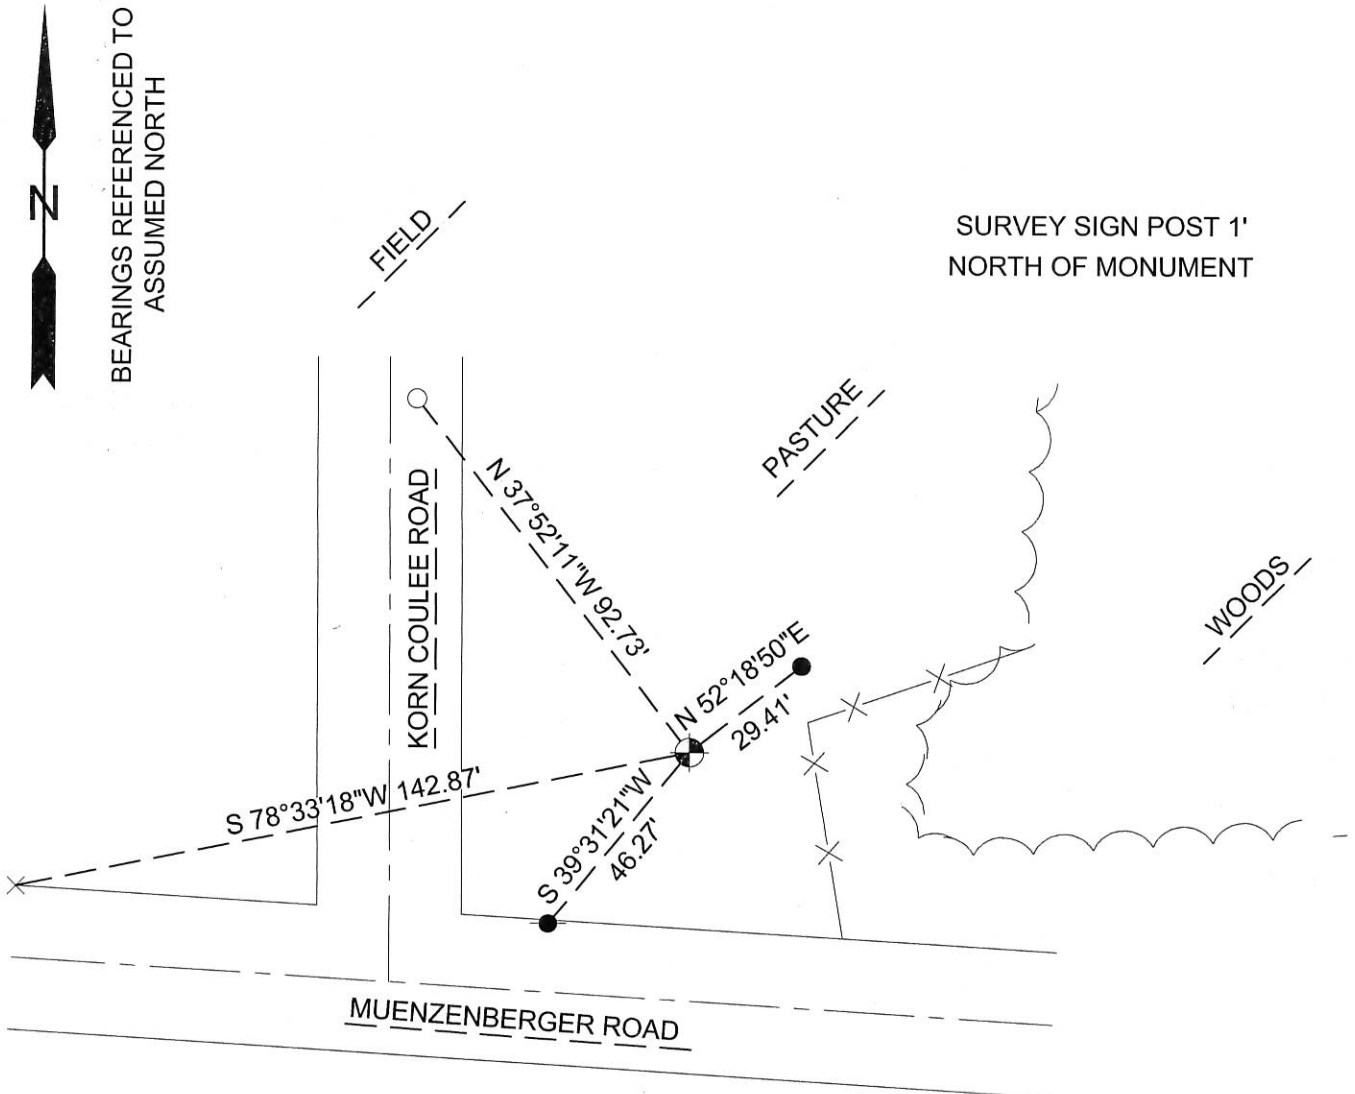 BEARINGS REFERENCED TO
ASSUMED NORTH
N
FIELD
SURVEY SIGN POST 1'
NORTH OF MONUMENT
PASTURE
WOODS
KORN COULEE ROAD
N 37°52'11"W 92.73'
N 52°18'50"E
29.41'
S 78°33'18"W 142.87'
S 39°31'21"W
46.27'
MUENZENBERGER ROAD